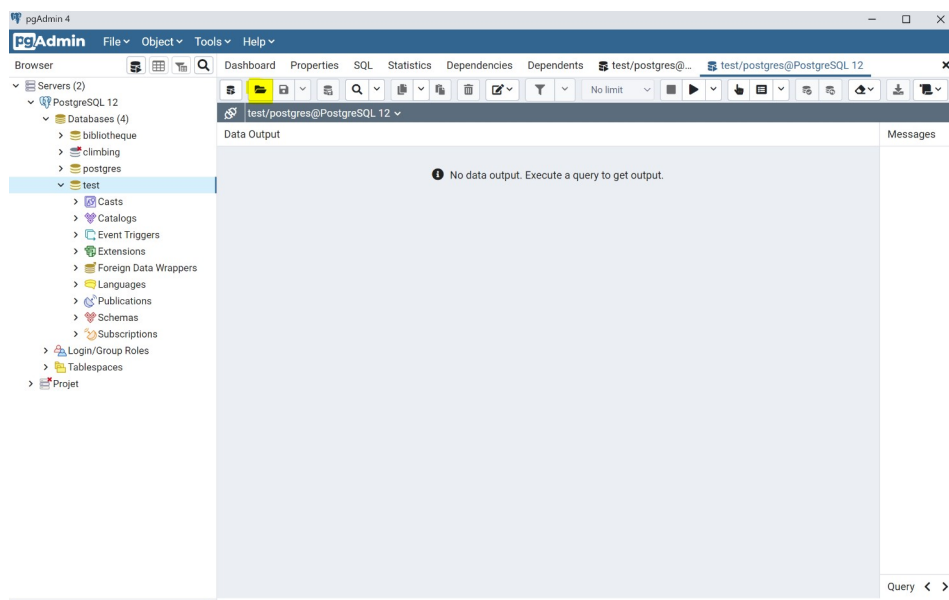 pgAdmin 4
pgAdmin File Object Tools Help
Browser
Dashboard Properties SQL Statistics Dependencies Dependents test/postgres@... test/postgres@PostgreSQL 12
No limit
test/postgres@PostgreSQL 12
Data Output
Messages
No data output. Execute a query to get output.
Servers (2)
PostgreSQL 12
Databases (4)
bibliotheque
climbing
postgres
test
Casts
Catalogs
Event Triggers
Extensions
Foreign Data Wrappers
Languages
Publications
Schemas
Subscriptions
Login/Group Roles
Tablespaces
Projet
Query